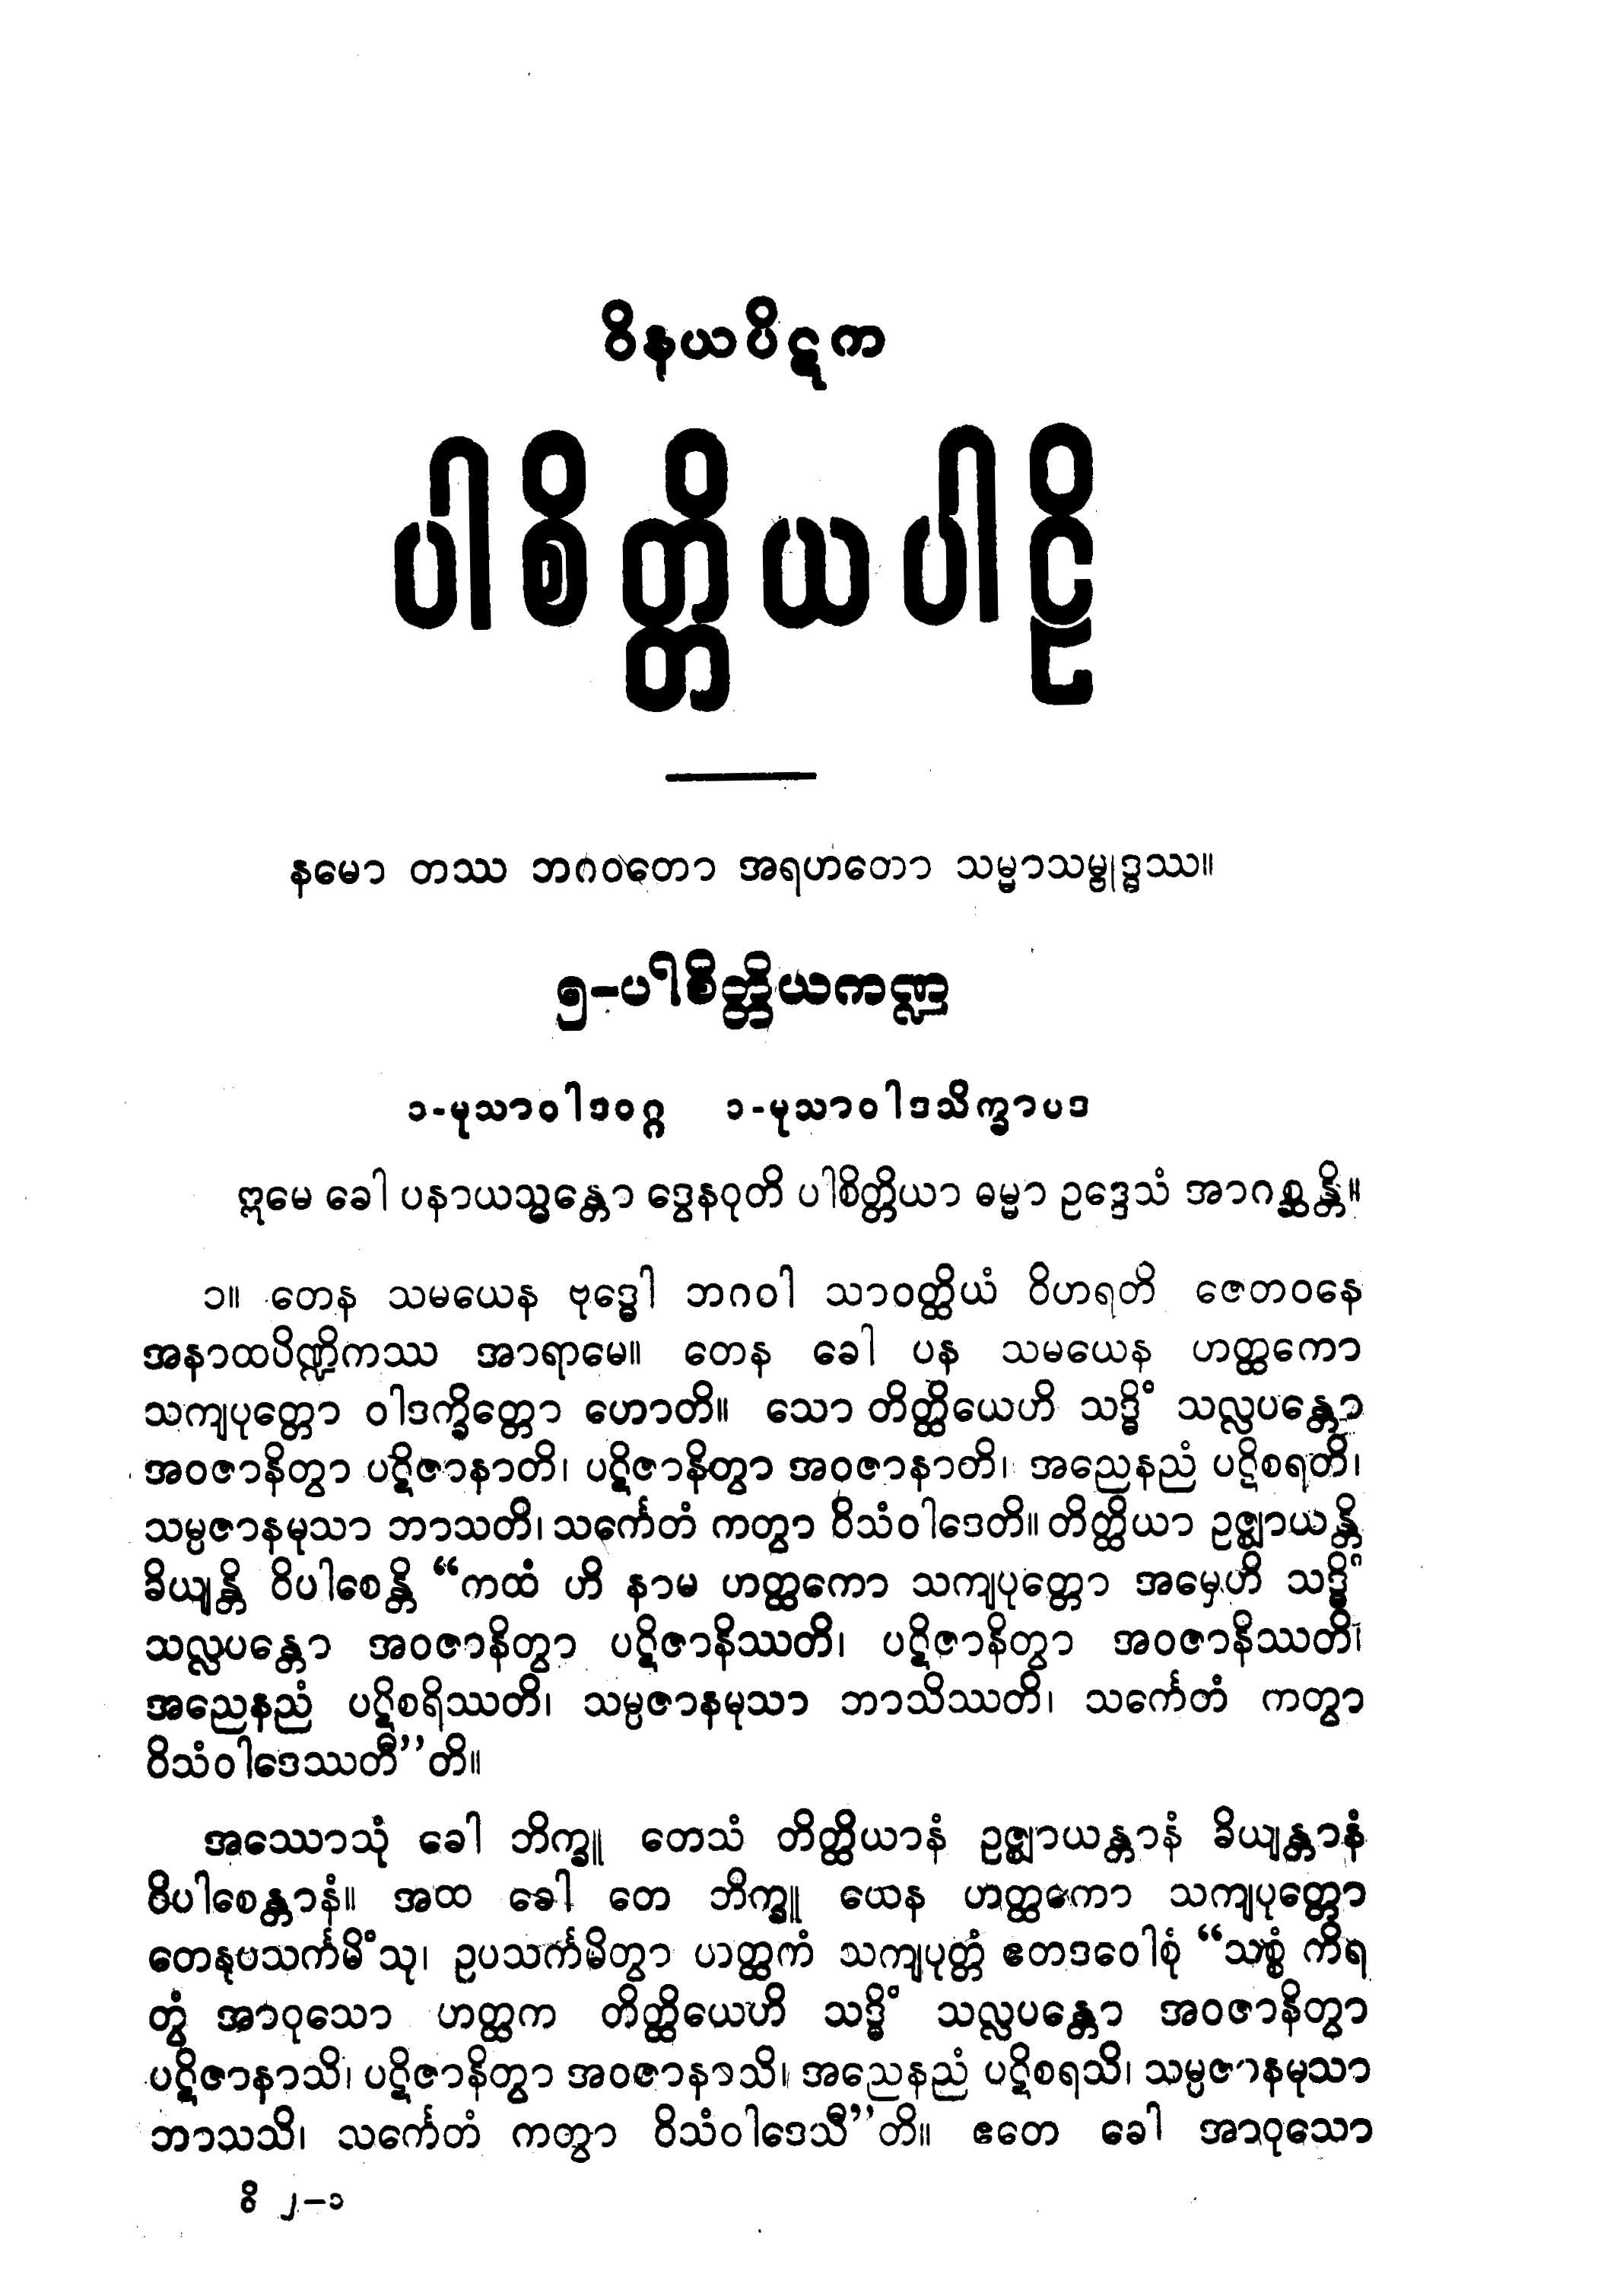 ဝိနယပိဋက
ပါစိတ္တိယပါဠိ
နမော တဿ ဘဂဝတော အရဟတော သမ္မာသမ္ဗုဒ္ဓဿ။
၅-ပါစိတ္တိယကဏ္ဍ
၁-မုသာဝါဒဝဂ္ဂ ၁-မုသာဝါဒသိက္ခာပဒ
ဣမေ ခေါ ပနာယသ္မန္တော ဒွေနဝုတိ ပါစိတ္တိယာ ဓမ္မာ ဥဒ္ဒေသံ အာဂစ္ဆန္တိ။
၁။ တေန သမယေန ဗုဒ္ဓေါ ဘဂဝါ သာဝတ္ထိယံ ဝိဟရတိ ဇေတဝနေ
အနာထပိဏ္ဍိကဿ အာရာမေ။ တေန ခေါ ပန သမယေန ဟတ္ထကော
သကျပုတ္တော ဝါဒက္ခိတ္တော ဟောတိ။ သော တိတ္ထိယေဟိ သဒ္ဓိံ သလ္လပန္တော
အဝဇာနိတွာ ပဋိဇာနာတိ၊ ပဋိဇာနိတွာ အဝဇာနာတိ၊ အညေနညံ ပဋိစရတိ၊
သမ္ပဇာနမုသာ ဘာသတိ၊ သင်္ကေတံ ကတွာ ဝိသံဝါဒေတိ။ တိတ္ထိယာ ဥဇ္ဈာယန္တိ
ခိယျန္တိ ဝိပါစေန္တိ “ကထံ ဟိ နာမ ဟတ္ထကော သကျပုတ္တော အမှေဟိ သဒ္ဓိံ
သလ္လပန္တော အဝဇာနိတွာ ပဋိဇာနိဿတိ၊ ပဋိဇာနိတွာ အဝဇာနိဿတိ၊
အညေနညံ ပဋိစရိဿတိ၊ သမ္ပဇာနမုသာ ဘာသိဿတိ၊ သင်္ကေတံ ကတွာ
ဝိသံဝါဒေဿတီ”တိ။
အဿောသုံ ခေါ ဘိက္ခူ တေသံ တိတ္ထိယာနံ ဥဇ္ဈာယန္တာနံ ခိယျန္တာနံ
ဝိပါစေန္တာနံ။ အထ ခေါ တေ ဘိက္ခူ ယေန ဟတ္ထကော သကျပုတ္တော
တေနုပသင်္ကမိံသု၊ ဥပသင်္ကမိတွာ ဟတ္ထကံ သကျပုတ္တံ ဧတဒဝေါစုံ “သစ္စံ ကိရ
တွံ အာဝုသော ဟတ္ထက တိတ္ထိယေဟိ သဒ္ဓိံ သလ္လပန္တော အဝဇာနိတွာ
ပဋိဇာနာသိ၊ ပဋိဇာနိတွာ အဝဇာနာသိ၊ အညေနညံ ပဋိစရသိ၊ သမ္ပဇာနမုသာ
ဘာသသိ၊ သင်္ကေတံ ကတွာ ဝိသံဝါဒေသီ”တိ။ ဧတေ ခေါ အာဝုသော
ဝိ ၂-၁